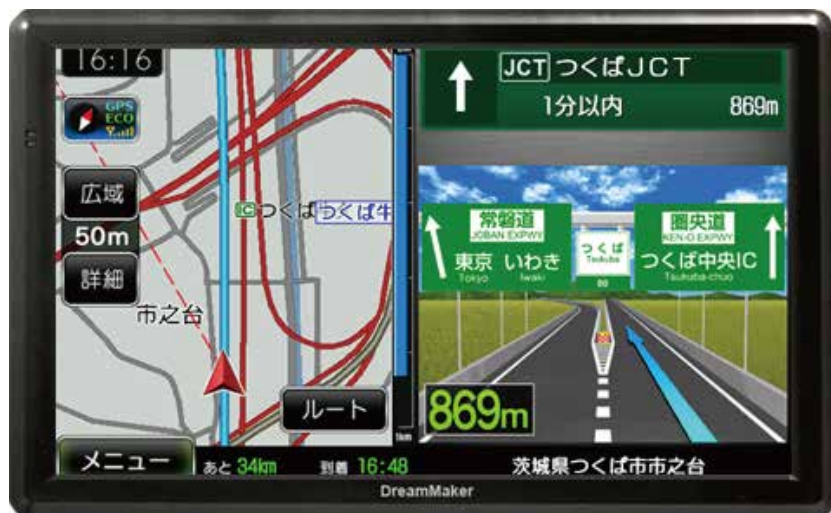 16:16
GPS
ECO
広域
50m
詳細
ICつくば
つくば牛
市之台
ルート
1km
メニュー
あと 34km 到着 16:48
JCT つくばJCT
1分以内 869m
常磐道
JOBAN EXPWY
東京 いわき
Tokyo Iwaki
つくば
Tsukuba
圏央道
KEN-O EXPWY
つくば中央IC
Tsukuba-chuo
869m
茨城県つくば市市之台
DreamMaker